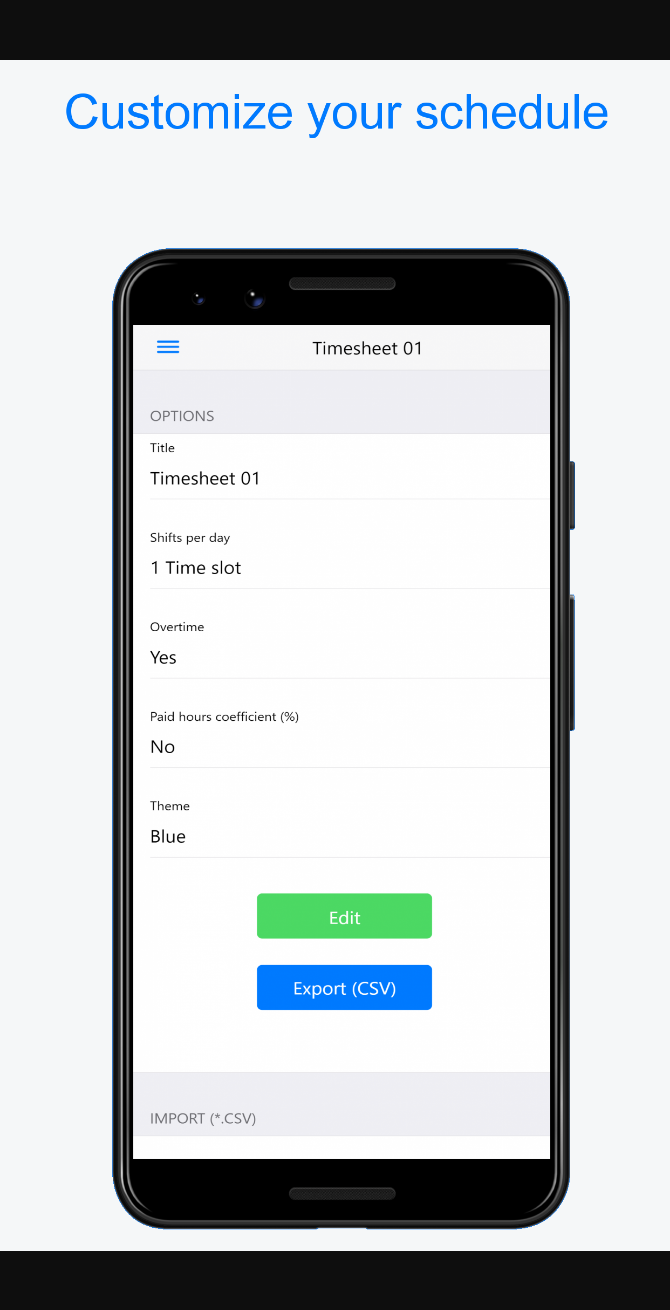 Customize your schedule
Timesheet 01
OPTIONS
Title
Timesheet 01
Shifts per day
1 Time slot
Overtime
Yes
Paid hours coefficient (%)
No
Theme
Blue
Edit
Export (CSV)
IMPORT (*.CSV)